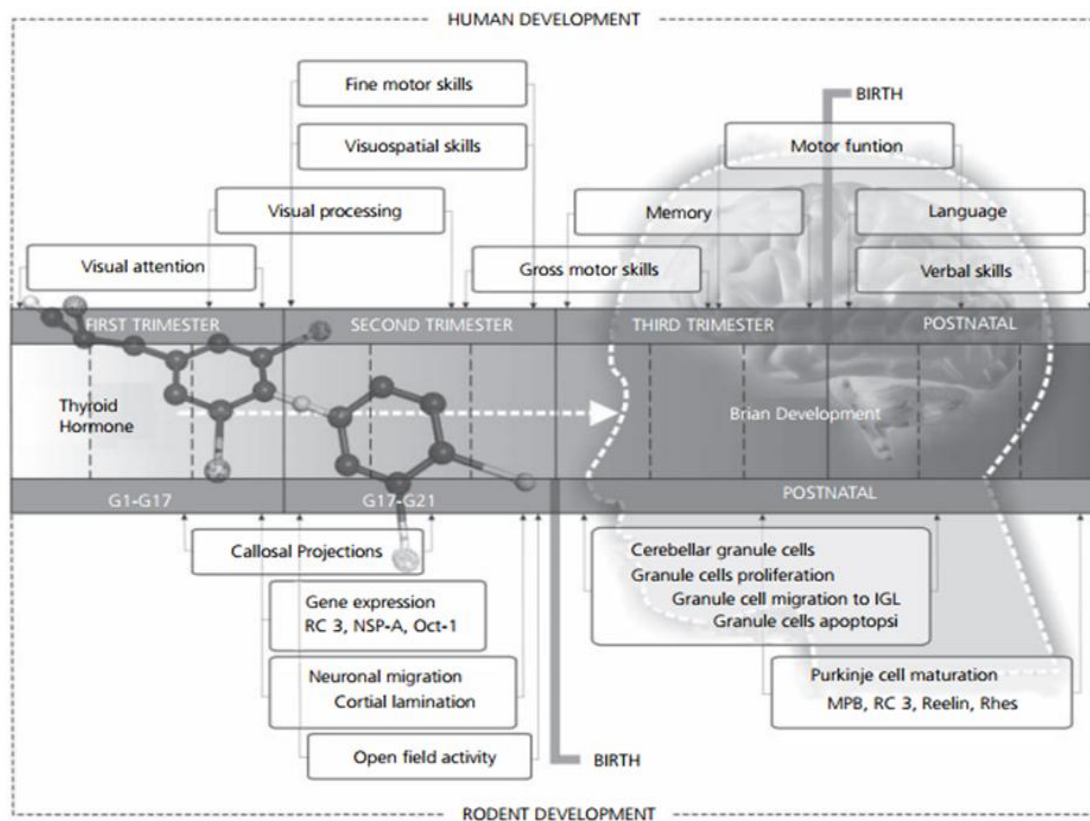 HUMAN DEVELOPMENT
Fine motor skills
BIRTH
Visuospatial skills
Motor funtion
Visual processing
Memory
Language
Visual attention
Gross motor skills
Verbal skills
FIRST TRIMESTER
SECOND TRIMESTER
THIRD TRIMESTER
POSTNATAL
Thyroid
Hormone
Brian Development
G1-G17
G17-G21
POSTNATAL
Callosal Projections
Gene expression
RC 3, NSP-A, Oct-1
Neuronal migration
Cortial lamination
Open field activity
BIRTH
Cerebellar granule cells
Granule cells proliferation
Granule cell migration to IGL
Granule cells apoptopsi
Purkinje cell maturation
MPB, RC 3, Reelin, Rhes
RODENT DEVELOPMENT